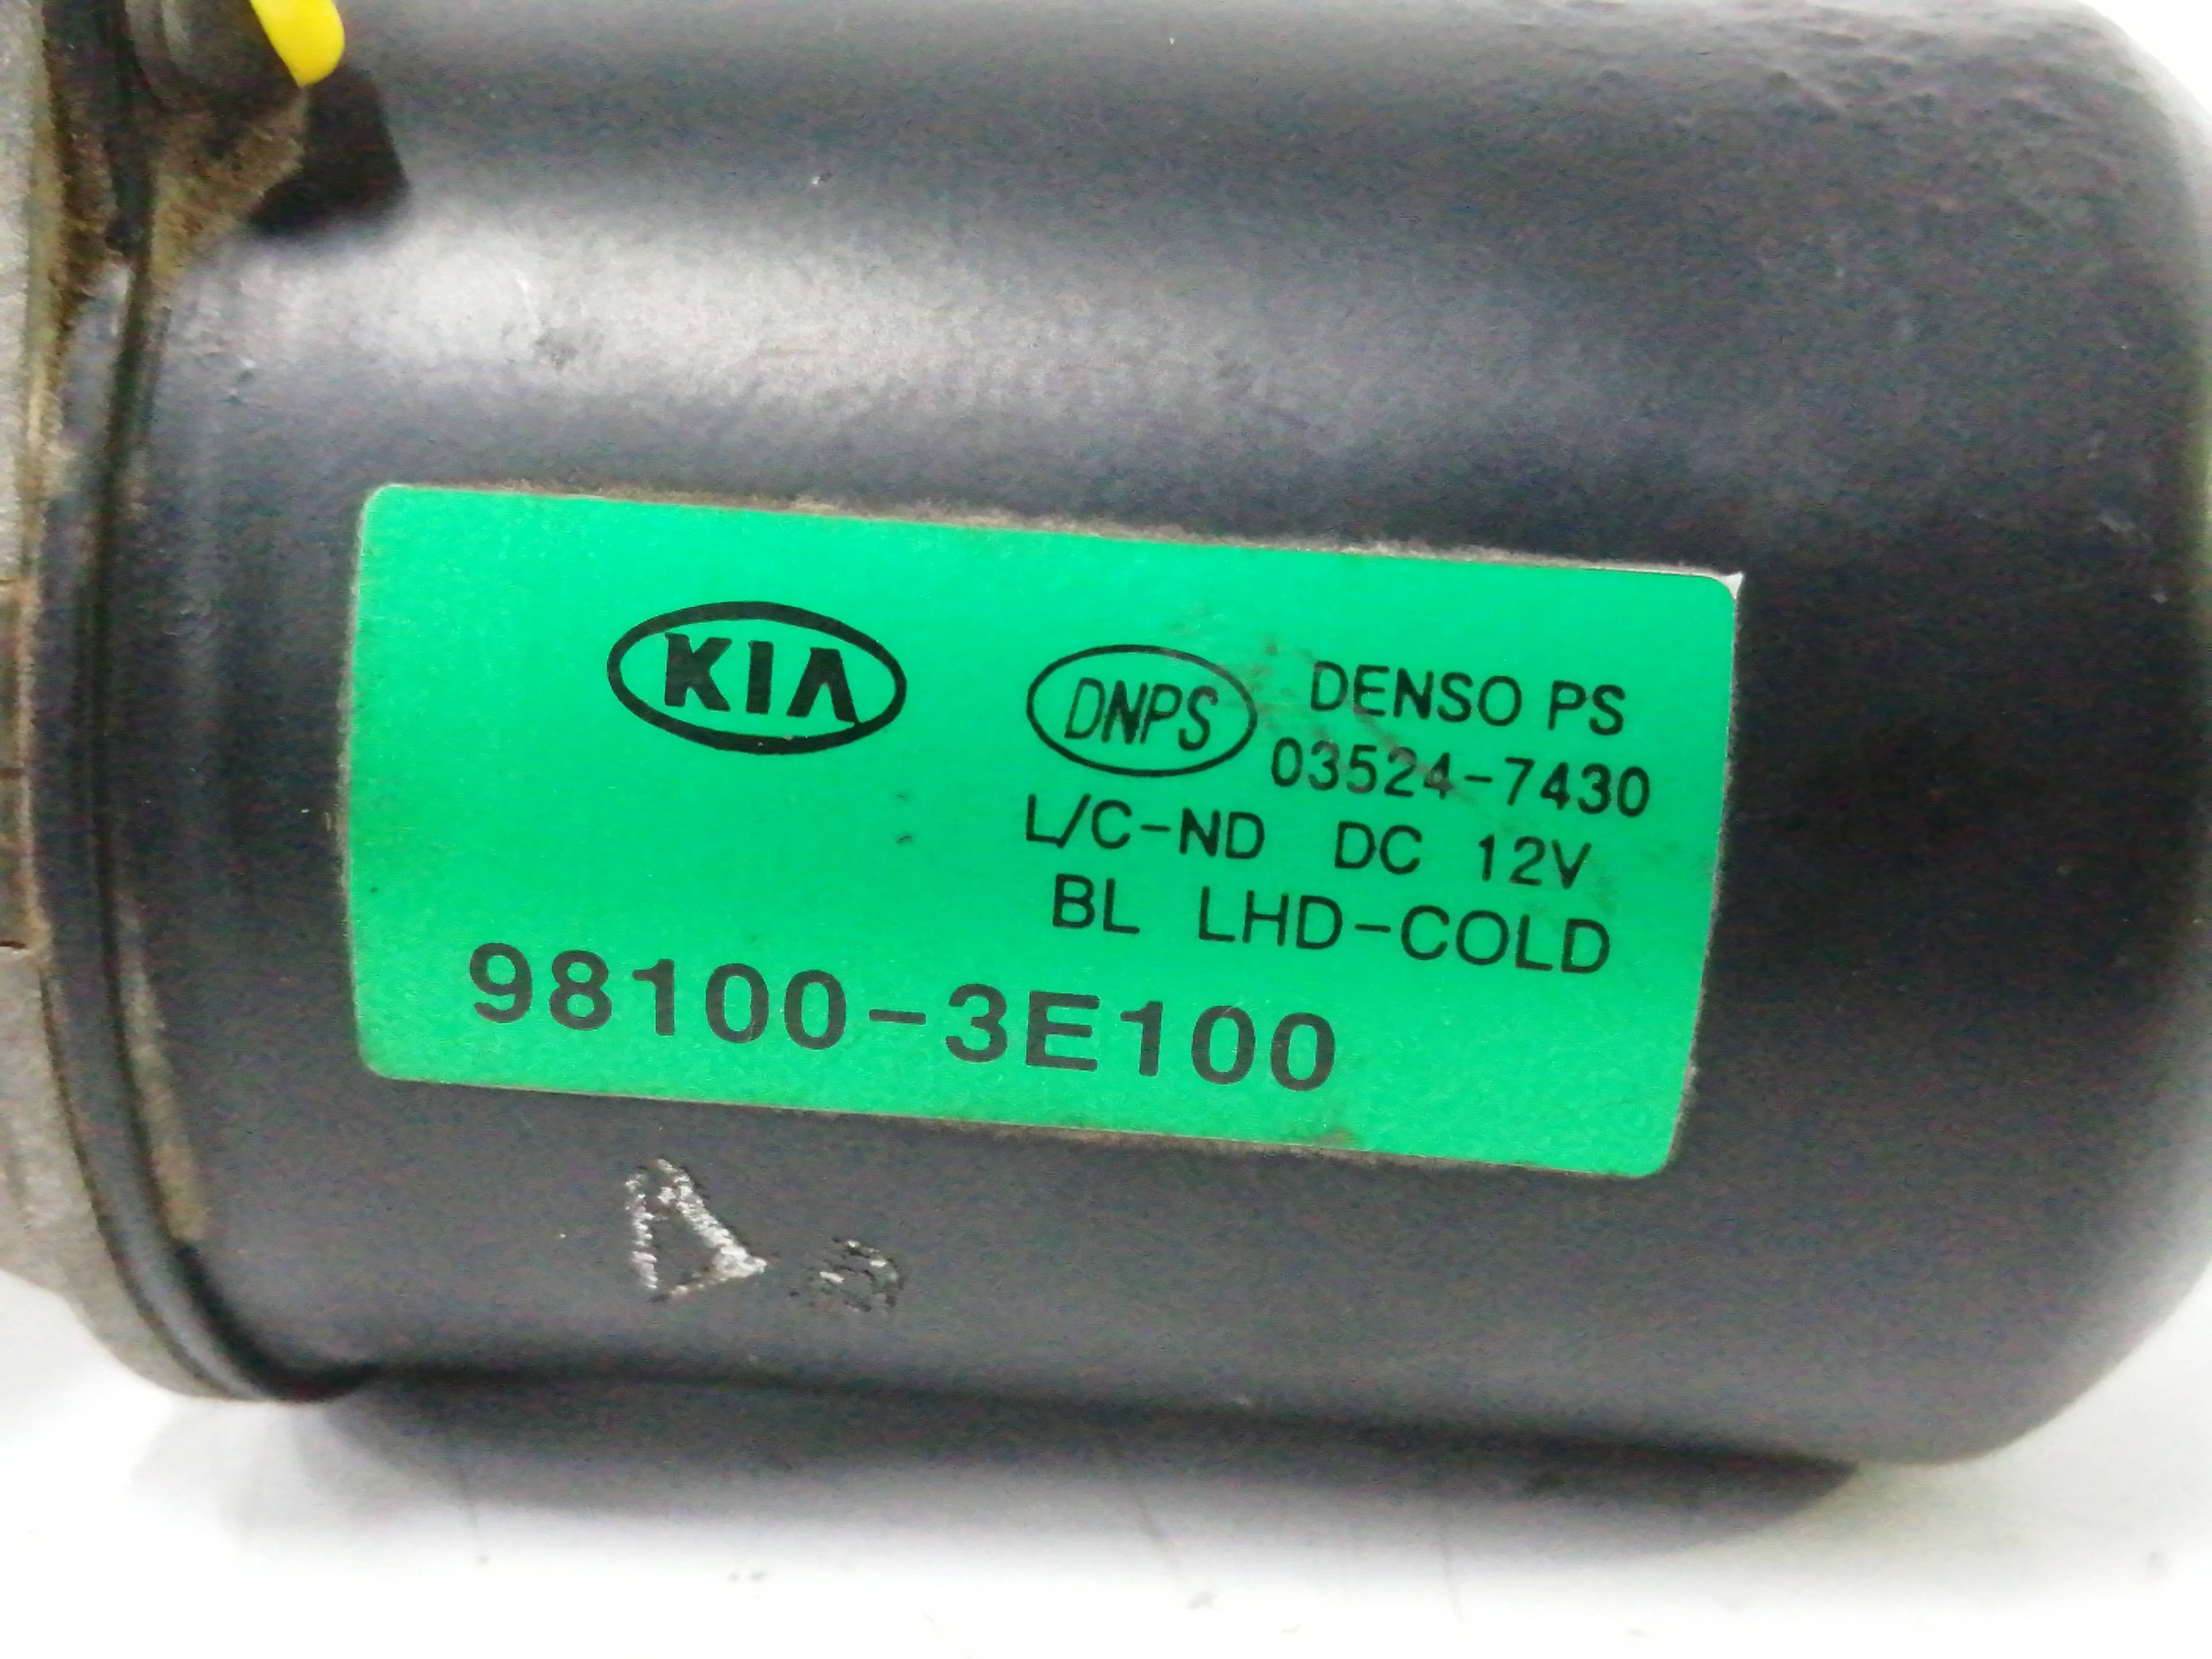 KIA
DNPS
DENSO PS
03524-7430
L/C-ND DC 12V
BL LHD-COLD
98100-3E100